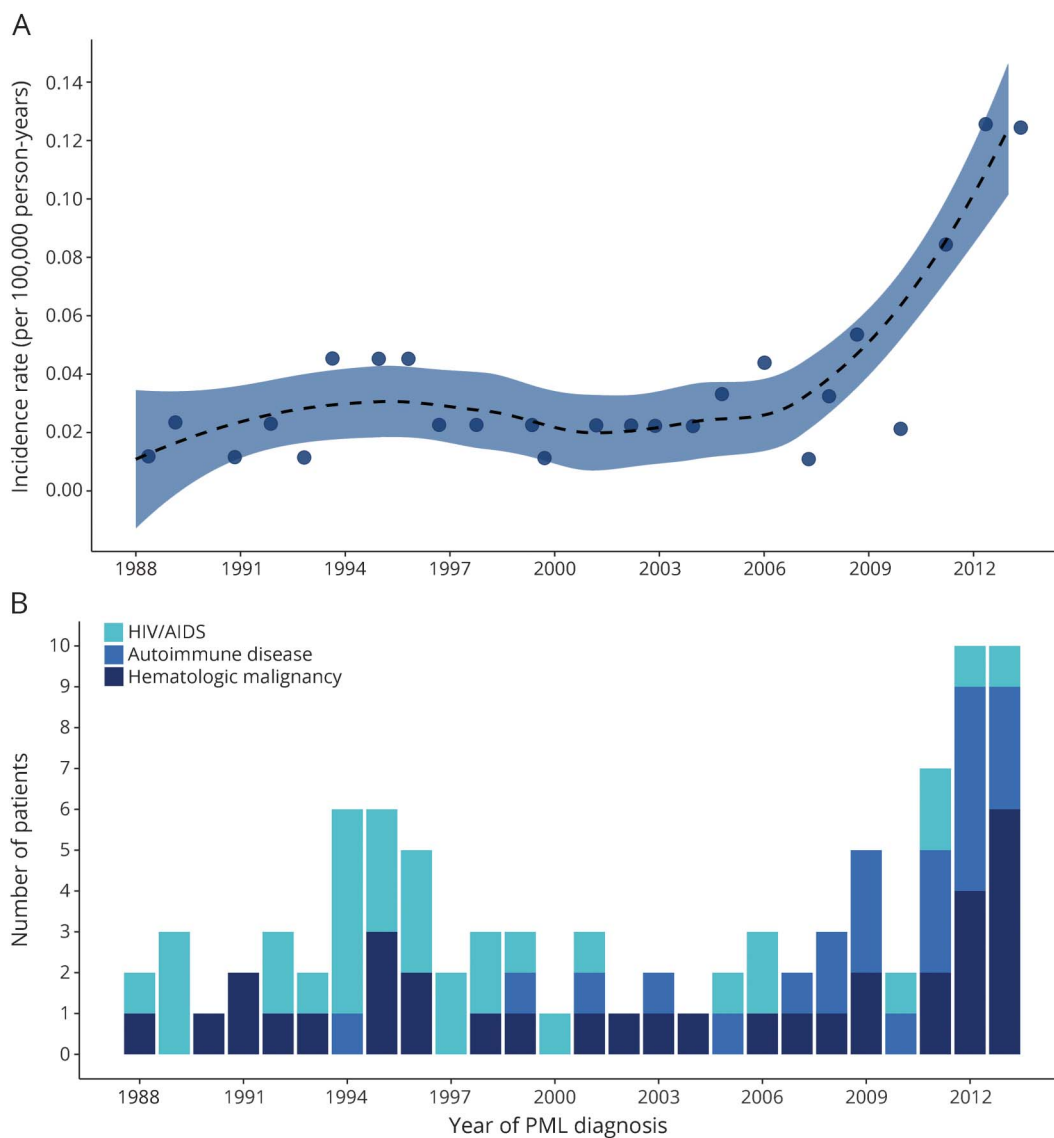 A
Incidence rate (per 100,000 person-years)
0.14
0.12
0.10
0.08
0.06
0.04
0.02
0.00
1988 1991 1994 1997 2000 2003 2006 2009 2012
B
HIV/AIDS
Autoimmune disease
Hematologic malignancy
Number of patients
10
9
8
7
6
5
4
3
2
1
0
1988 1991 1994 1997 2000 2003 2006 2009 2012
Year of PML diagnosis